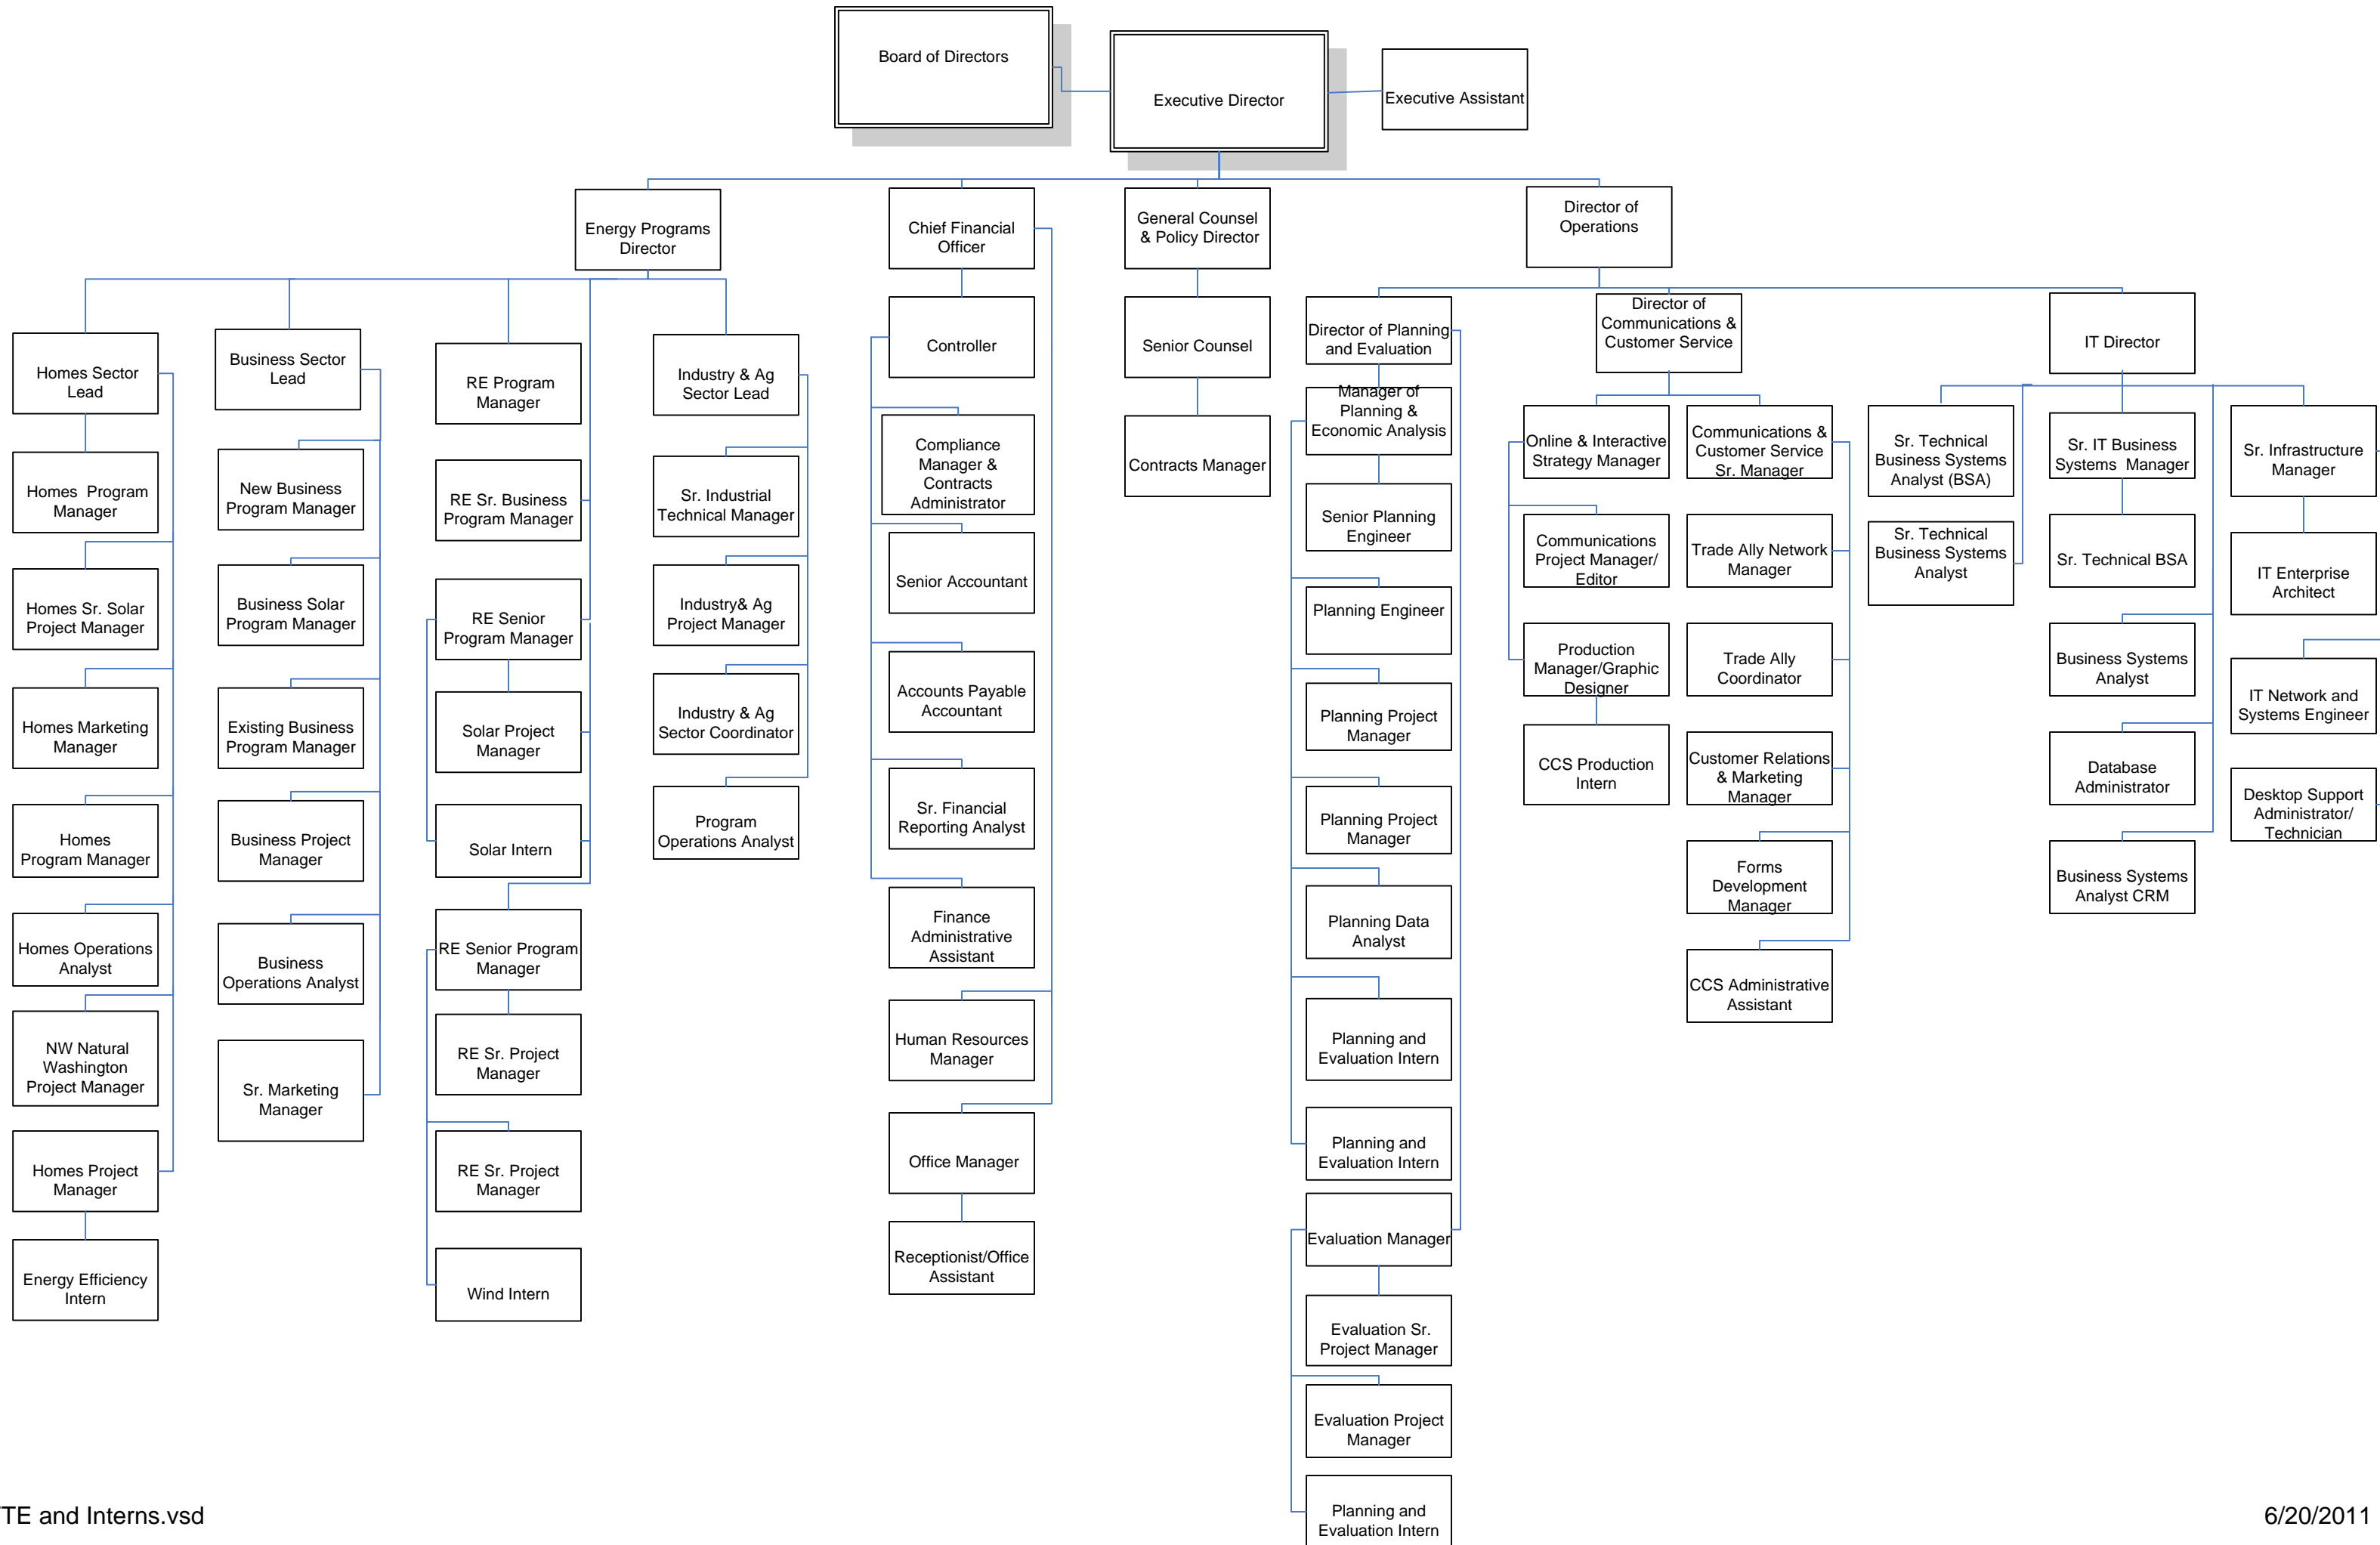 Board of Directors
Executive Director
Executive Assistant
Energy Programs
Director
Chief Financial
Officer
General Counsel
& Policy Director
Director of
Operations
Homes Sector
Lead
Homes  Program
Manager
Homes Sr. Solar
Project Manager
Homes Marketing
Manager
Homes
Program Manager
Homes Operations
Analyst
NW Natural
Washington
Project Manager
Homes Project
Manager
Energy Efficiency
Intern
Business Sector
Lead
New Business
Program Manager
Business Solar
Program Manager
Existing Business
Program Manager
Business Project
Manager
Business
Operations Analyst
Sr. Marketing
Manager
RE Program
Manager
RE Sr. Business
Program Manager
RE Senior
Program Manager
Solar Project
Manager
Solar Intern
RE Senior Program
Manager
RE Sr. Project
Manager
RE Sr. Project
Manager
Wind Intern
Industry & Ag
Sector Lead
Sr. Industrial
Technical Manager
Industry& Ag
Project Manager
Industry & Ag
Sector Coordinator
Program
Operations Analyst
Controller
Compliance
Manager &
Contracts
Administrator
Senior Accountant
Accounts Payable
Accountant
Sr. Financial
Reporting Analyst
Finance
Administrative
Assistant
Human Resources
Manager
Office Manager
Receptionist/Office
Assistant
Senior Counsel
Contracts Manager
Director of Planning
and Evaluation
Manager of
Planning &
Economic Analysis
Senior Planning
Engineer
Planning Engineer
Planning Project
Manager
Planning Project
Manager
Planning Data
Analyst
Planning and
Evaluation Intern
Planning and
Evaluation Intern
Evaluation Manager
Evaluation Sr.
Project Manager
Evaluation Project
Manager
Planning and
Evaluation Intern
Director of
Communications &
Customer Service
Online & Interactive
Strategy Manager
Communications
Project Manager/
Editor
Production
Manager/Graphic
Designer
CCS Production
Intern
Communications &
Customer Service
Sr. Manager
Trade Ally Network
Manager
Trade Ally
Coordinator
Customer Relations
& Marketing
Manager
Forms
Development
Manager
CCS Administrative
Assistant
IT Director
Sr. Technical
Business Systems
Analyst (BSA)
Sr. Technical
Business Systems
Analyst
Sr. IT Business
Systems  Manager
Sr. Technical BSA
Business Systems
Analyst
Database
Administrator
Business Systems
Analyst CRM
Sr. Infrastructure
Manager
IT Enterprise
Architect
IT Network and
Systems Engineer
Desktop Support
Administrator/
Technician
TE and Interns.vsd
6/20/2011